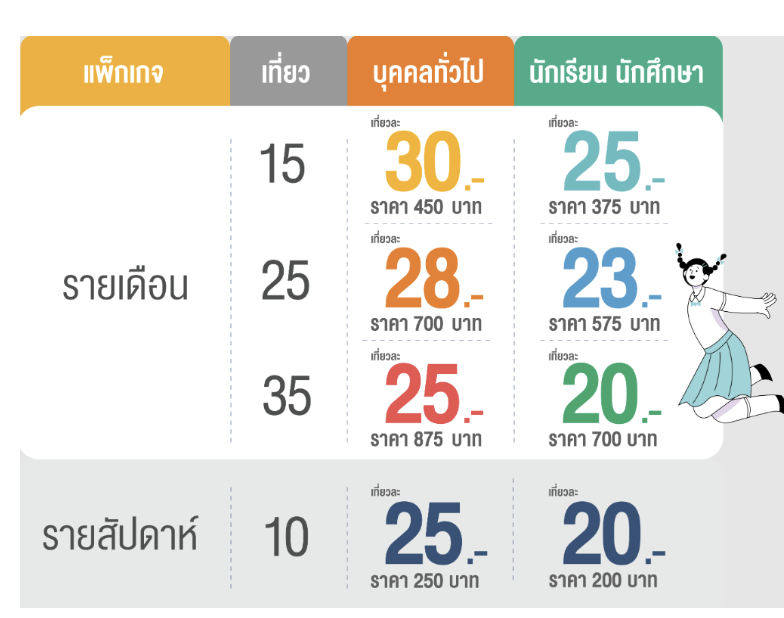 แพ็กเกจ เที่ยว บุคคลทั่วไป นักเรียน นักศึกษา
เที่ยวละ เที่ยวละ
15 30.- 25.-
ราคา 450 บาท ราคา 375 บาท
เที่ยวละ เที่ยวละ
รายเดือน 25 28.- 23.-
ราคา 700 บาท ราคา 575 บาท
เที่ยวละ เที่ยวละ
35 25.- 20.-
ราคา 875 บาท ราคา 700 บาท
เที่ยวละ เที่ยวละ
รายสัปดาห์ 10 25.- 20.-
ราคา 250 บาท ราคา 200 บาท